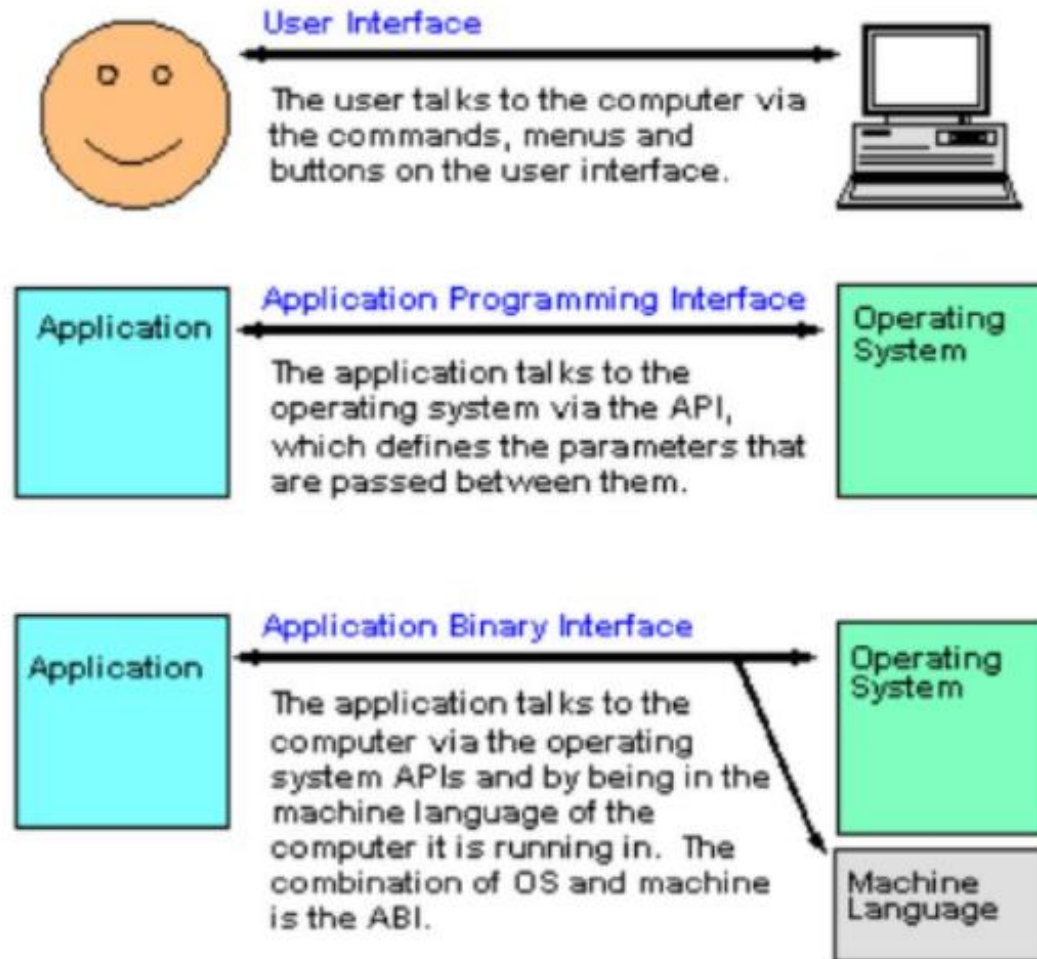 User Interface
The user talks to the computer via
the commands, menus and
buttons on the user interface.
Application
Application Programming Interface
The application talks to the
operating system via the API,
which defines the parameters that
are passed between them.
Operating
System
Application
Application Binary Interface
The application talks to the
computer via the operating
system APIs and by being in the
machine language of the
computer it is running in. The
combination of OS and machine
is the ABI.
Operating
System
Machine
Language